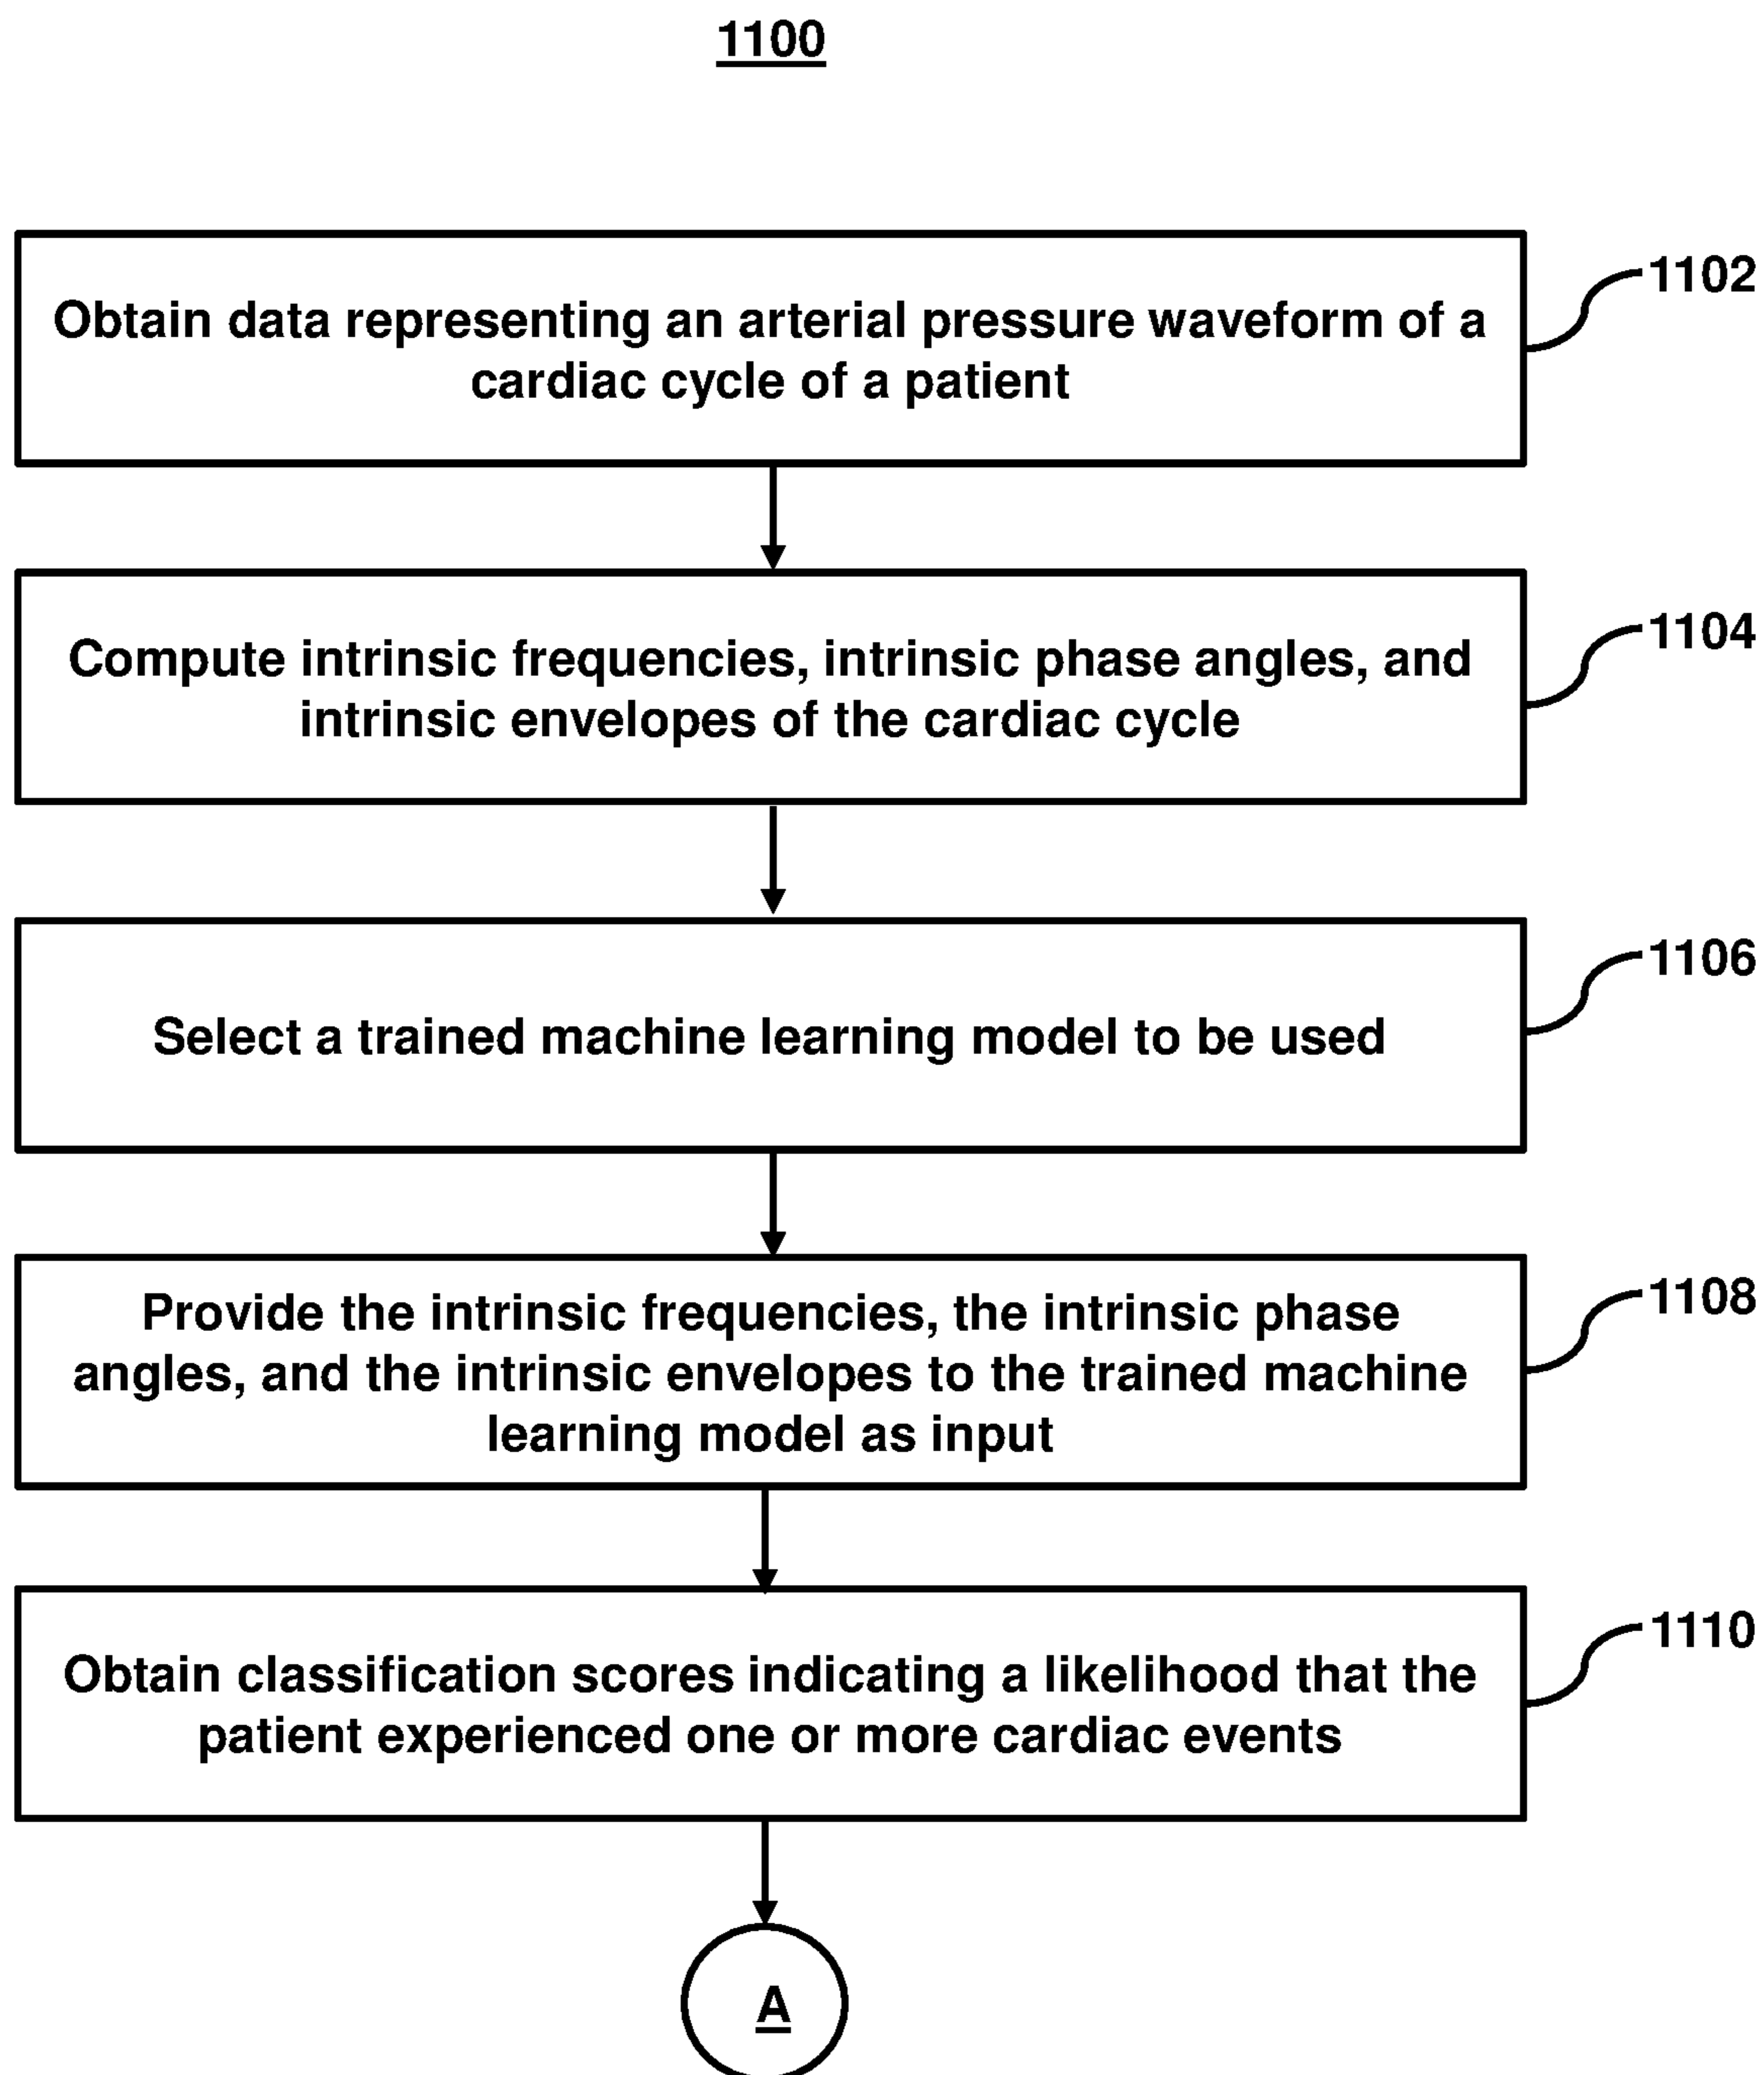 1100
Obtain data representing an arterial pressure waveform of a
cardiac cycle of a patient
1102
Compute intrinsic frequencies, intrinsic phase angles, and
intrinsic envelopes of the cardiac cycle
1104
Select a trained machine learning model to be used
1106
Provide the intrinsic frequencies, the intrinsic phase
angles, and the intrinsic envelopes to the trained machine
learning model as input
1108
Obtain classification scores indicating a likelihood that the
patient experienced one or more cardiac events
1110
A